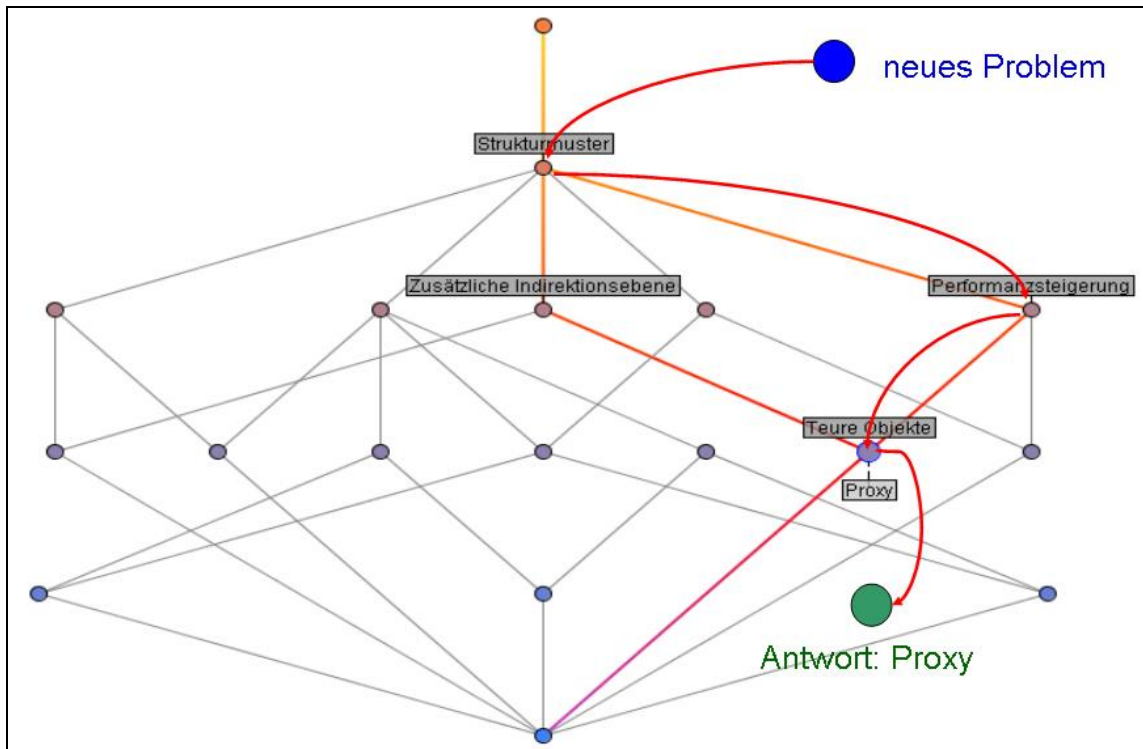 neues Problem
Strukturmuster
Zusätzliche Indirektionsebene
Performanzsteigerung
Teure Objekte
Proxy
Antwort: Proxy